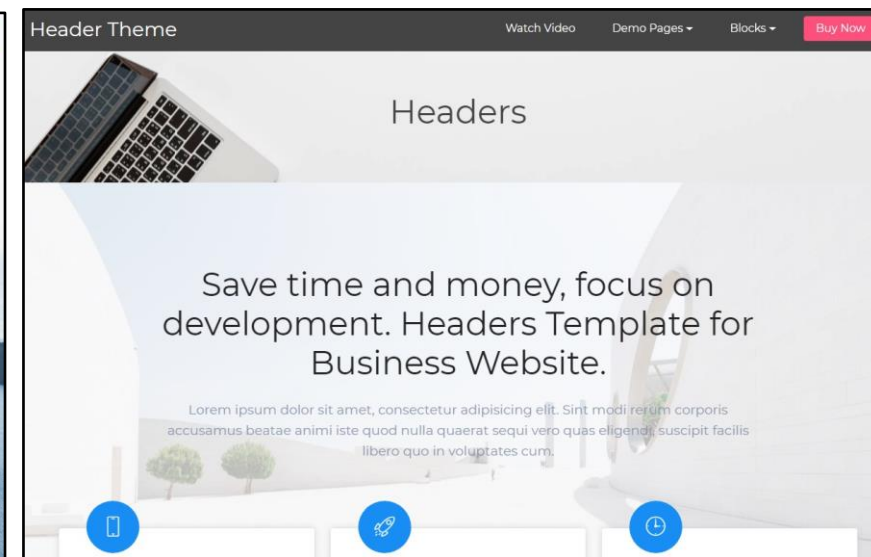 Header Theme
Watch Video
Demo Pages
Blocks
Buy Now
Headers
Save time and money, focus on
development. Headers Template for
Business Website.
Lorem ipsum dolor sit amet, consectetur adipisicing elit. Sint modi rerum corporis
accusamus beatae animi iste quod nulla quaerat sequi vero quas eligendi, suscipit facilis
libero quo in voluptates cum.